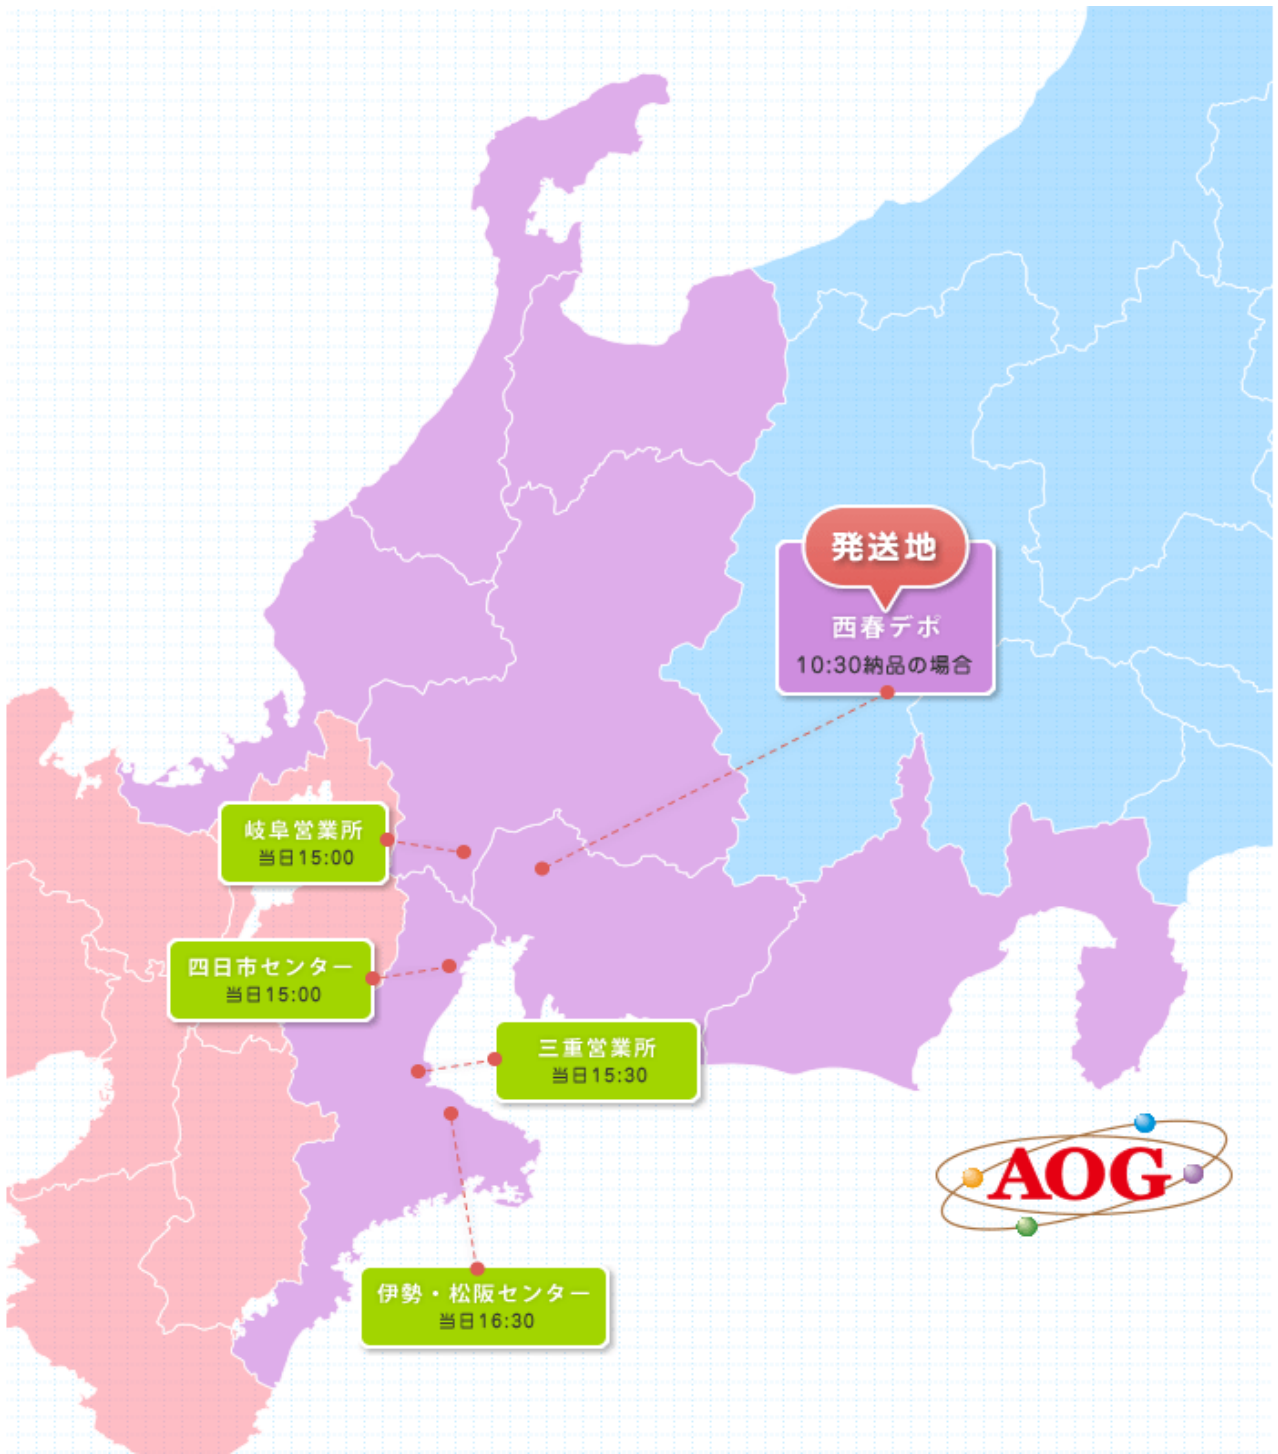 発送地
西春デポ
10:30納品の場合
岐阜営業所
当日15:00
四日市センター
当日15:00
三重営業所
当日15:30
AOG
伊勢・松阪センター
当日16:30